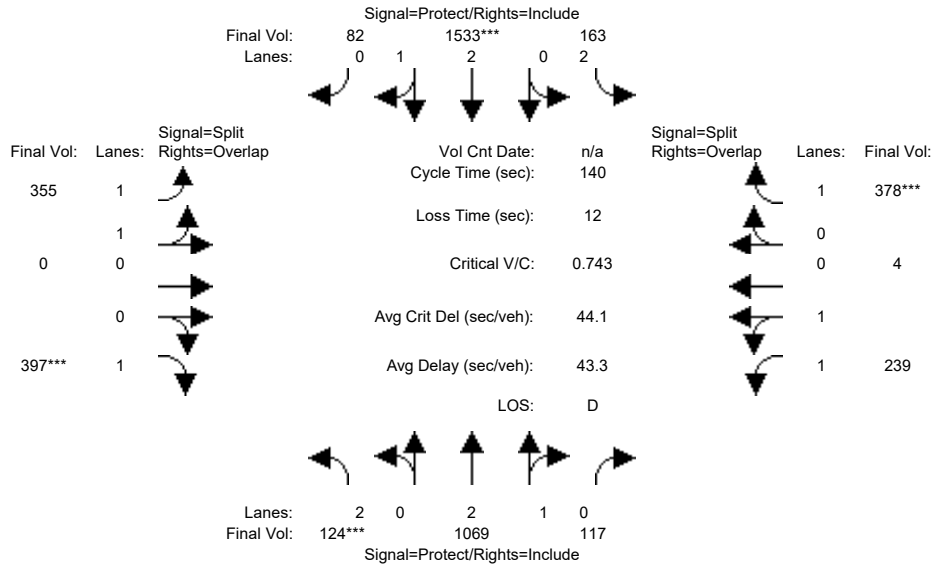 Signal=Protect/Rights=Include
Final Vol: 82 1533*** 163
Lanes: 0 1 2 0 2
Signal=Split
Final Vol: Lanes: Rights=Overlap
Vol Cnt Date: n/a
Signal=Split
Rights=Overlap Lanes: Final Vol:
Cycle Time (sec): 140
355 1
1 378***
Loss Time (sec): 12
1
0
0 0
Critical V/C: 0.743
0 4
0
Avg Crit Del (sec/veh): 44.1
1
397*** 1
Avg Delay (sec/veh): 43.3
1 239
LOS: D
Lanes: 2 0 2 1 0
Final Vol: 124*** 1069 117
Signal=Protect/Rights=Include